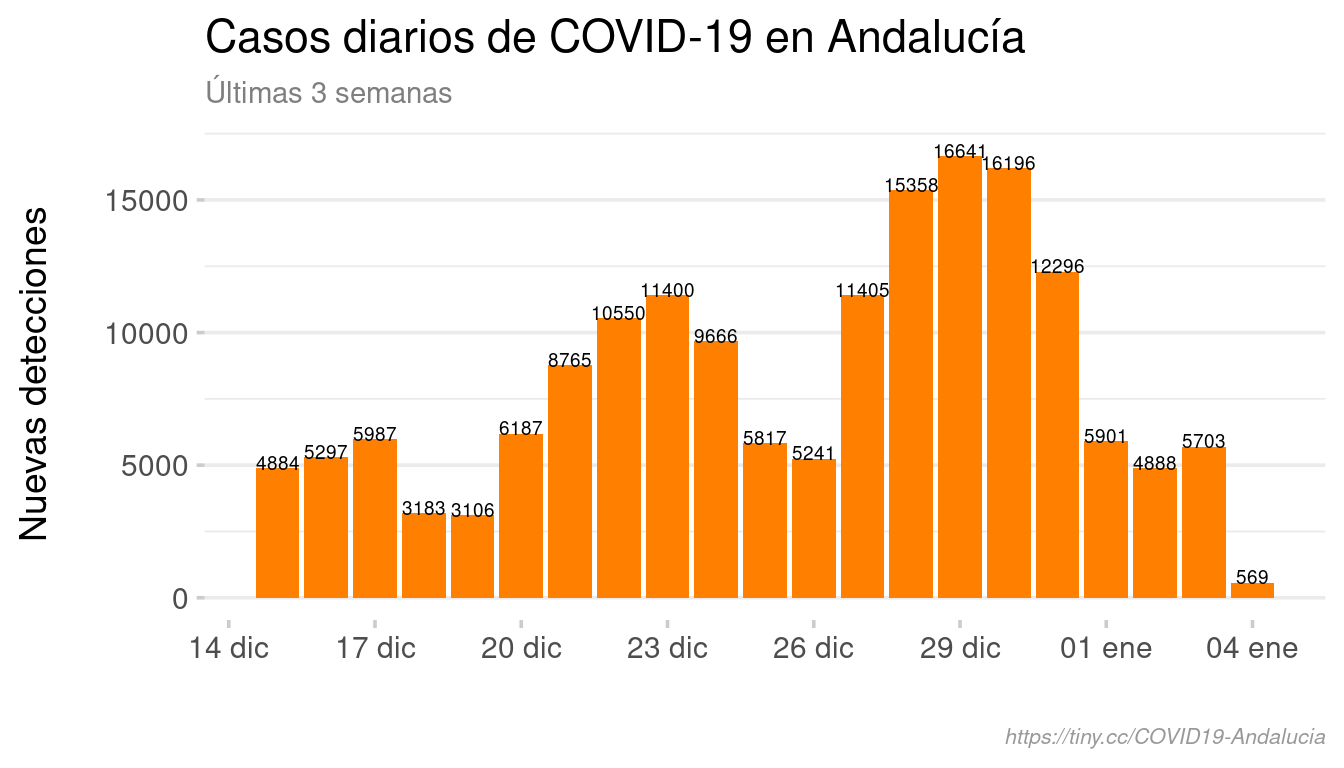 Casos diarios de COVID-19 en Andalucía
Últimas 3 semanas
Nuevas detecciones
15000
10000
5000
0
4884
5297
5987
3183
3106
6187
8765
10550
11400
9666
5817
5241
11405
15358
16641
16196
12296
5901
4888
5703
569
14 dic
17 dic
20 dic
23 dic
26 dic
29 dic
01 ene
04 ene
https://tiny.cc/COVID19-Andalucia